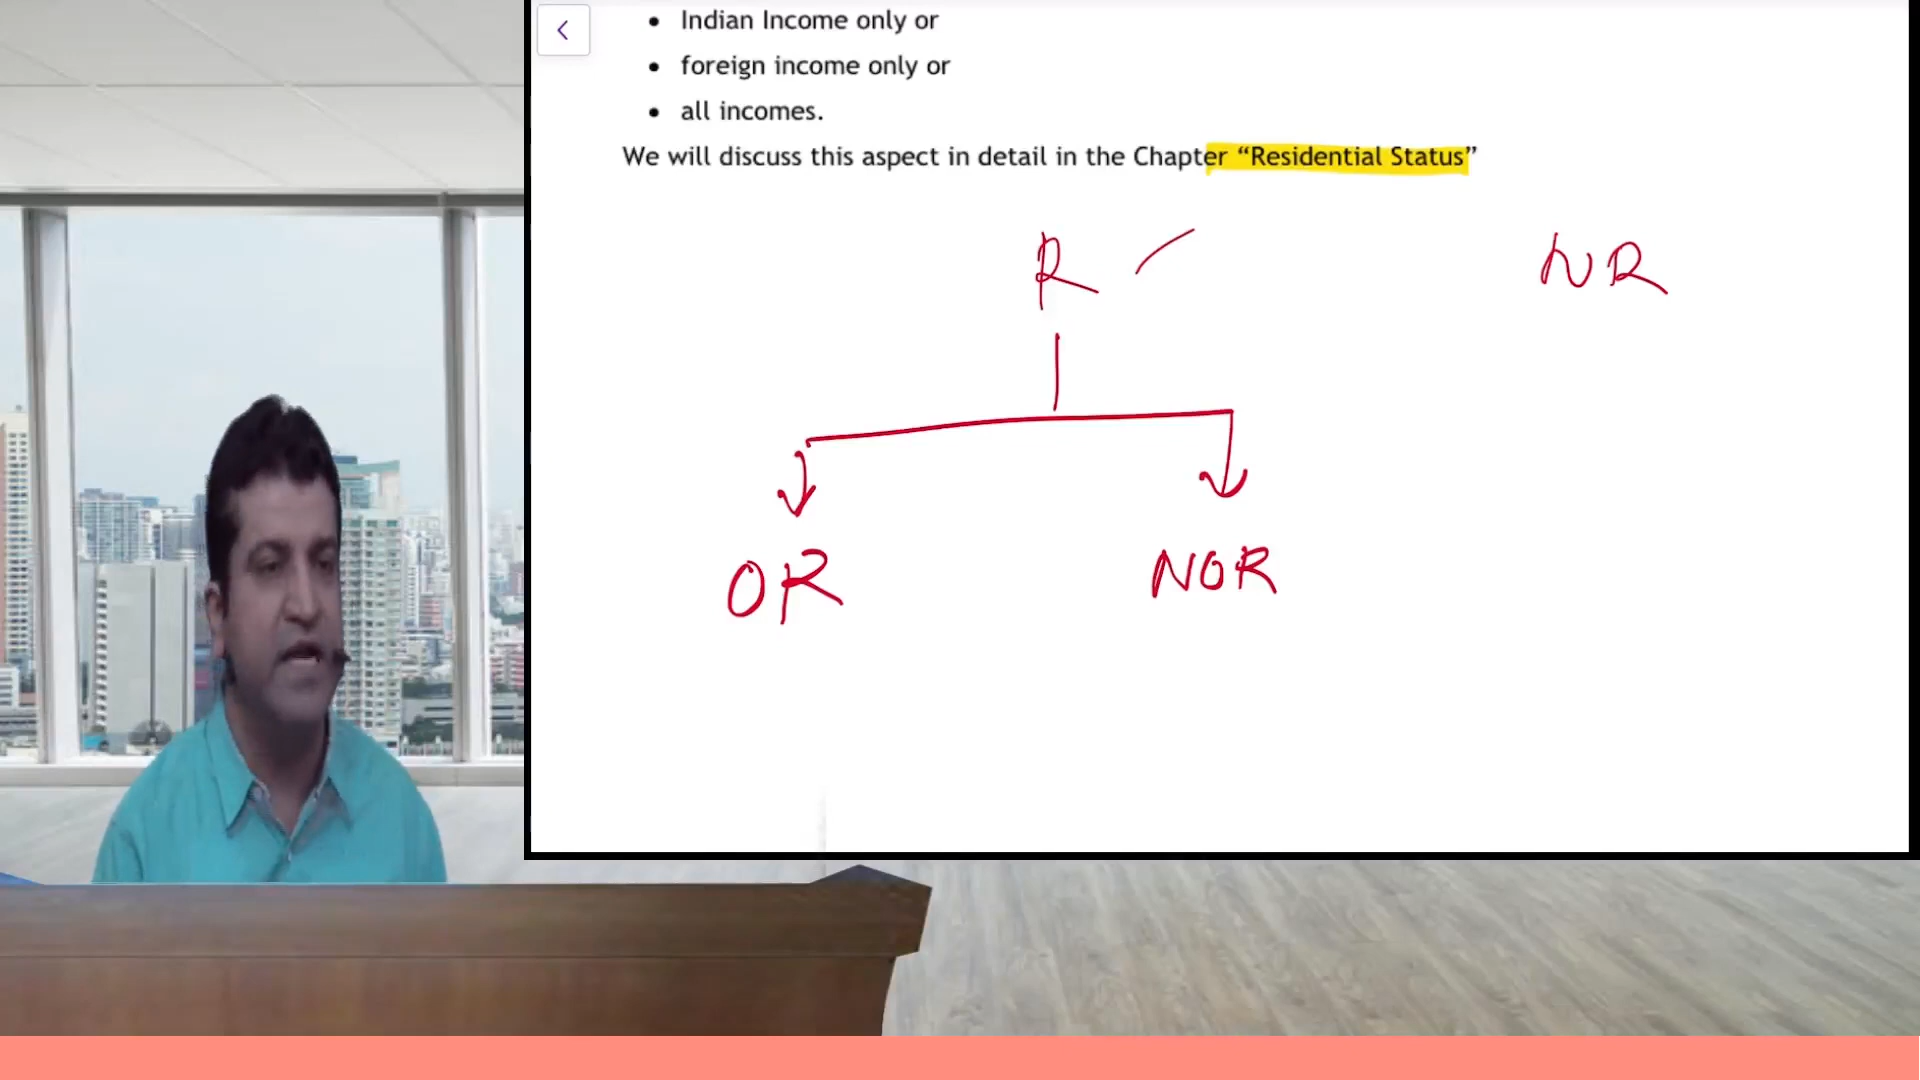 • Indian Income only or
• foreign income only or
• all incomes.
We will discuss this aspect in detail in the Chapter “Residential Status”
R NR
OR NOR